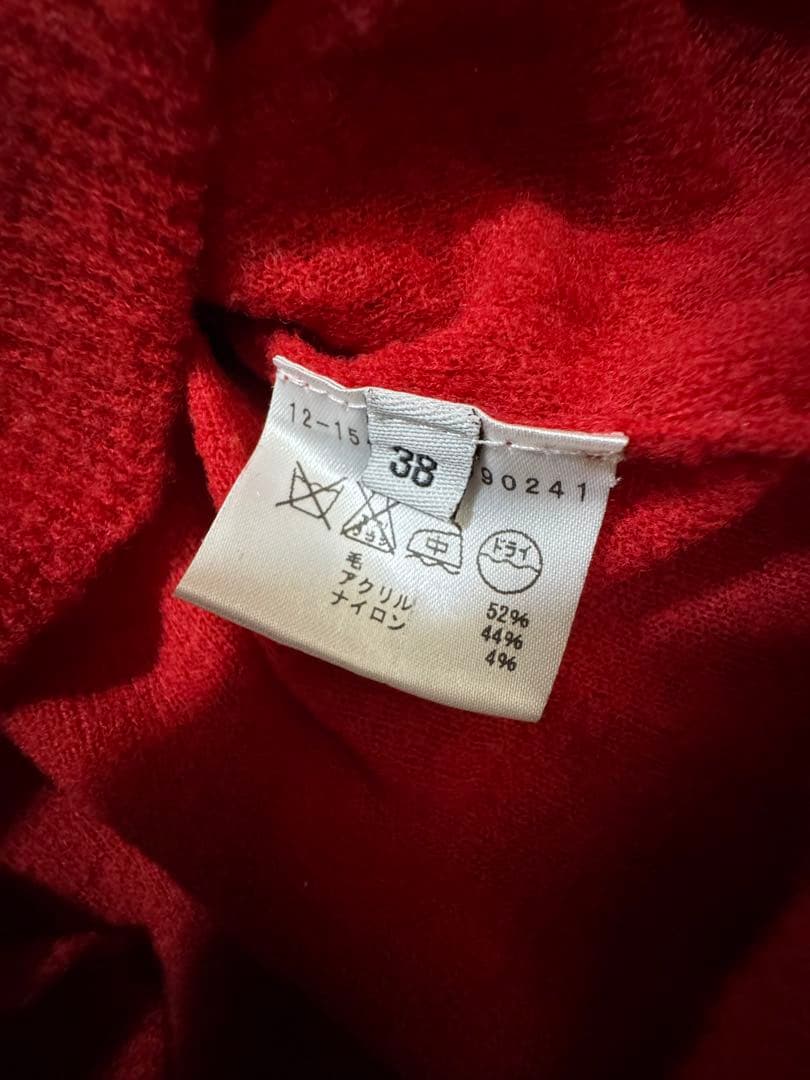 12-15
38
90241
中
ドライ
毛 52%
アクリル 44%
ナイロン 4%